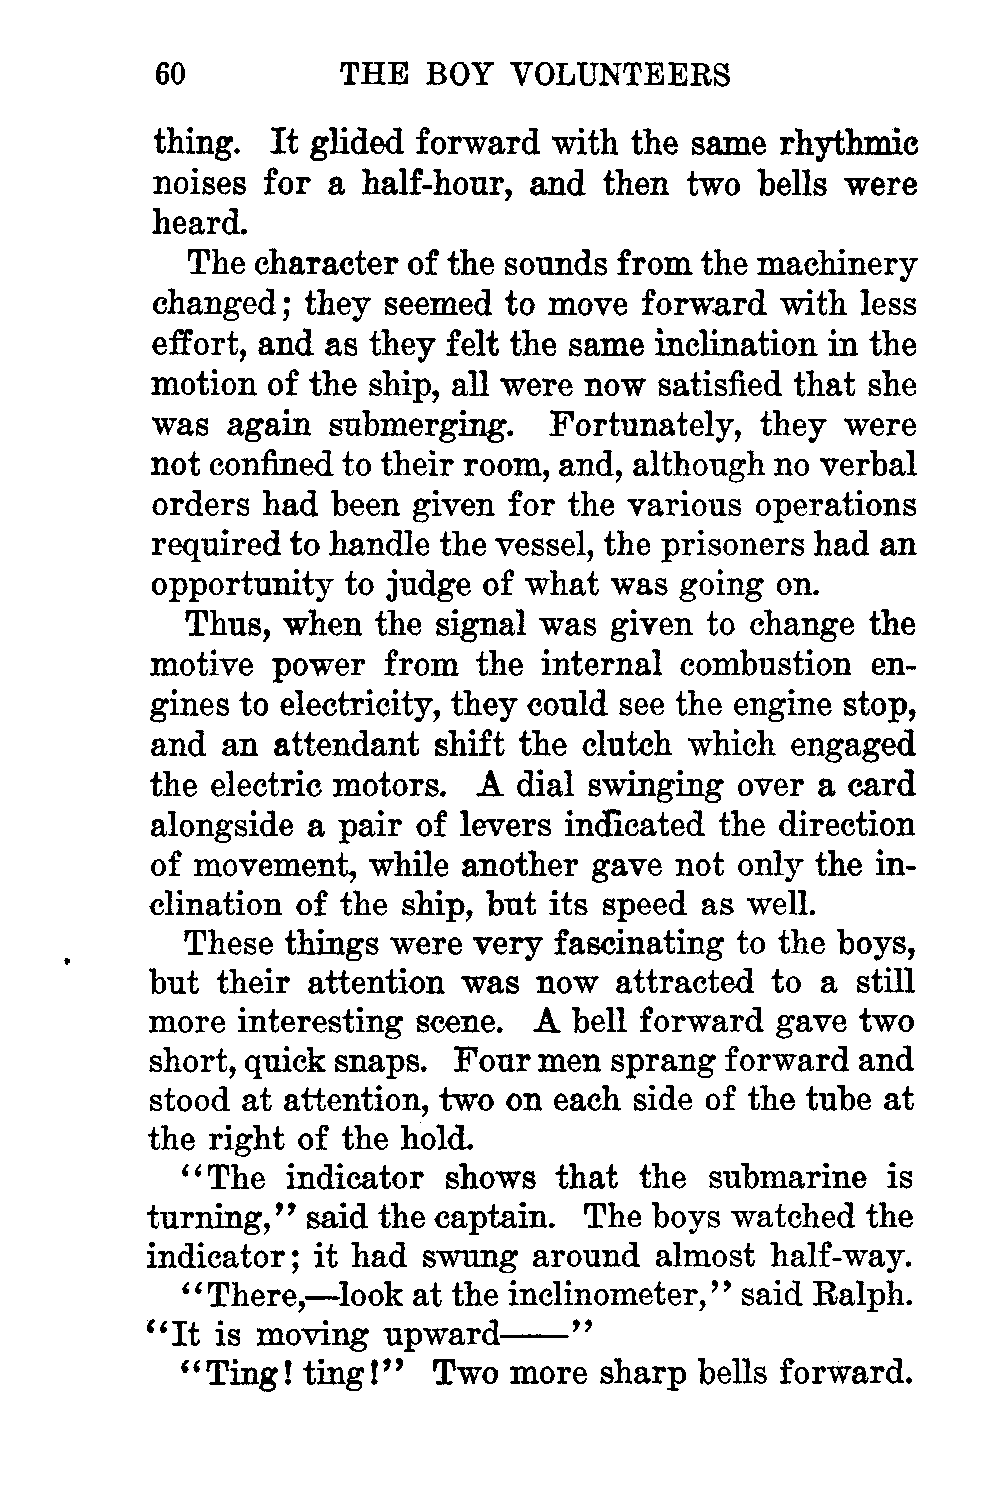 60 THE BOY VOLUNTEERS
thing. It glided forward with the same rhythmic
noises for a half-hour, and then two bells were
heard.
The character of the sounds from the machinery
changed; they seemed to move forward with less
effort, and as they felt the same inclination in the
motion of the ship, all were now satisfied that she
was again submerging. Fortunately, they were
not confined to their room, and, although no verbal
orders had been given for the various operations
required to handle the vessel, the prisoners had an
opportunity to judge of what was going on.
Thus, when the signal was given to change the
motive power from the internal combustion en-
gines to electricity, they could see the engine stop,
and an attendant shift the clutch which engaged
the electric motors. A dial swinging over a card
alongside a pair of levers indicated the direction
of movement, while another gave not only the in-
clination of the ship, but its speed as well.
These things were very fascinating to the boys,
but their attention was now attracted to a still
more interesting scene. A bell forward gave two
short, quick snaps. Four men sprang forward and
stood at attention, two on each side of the tube at
the right of the hold.
“The indicator shows that the submarine is
turning,” said the captain. The boys watched the
indicator; it had swung around almost half-way.
“There,—look at the inclinometer,” said Ralph.
“It is moving upward——”
“Ting! ting!” Two more sharp bells forward.